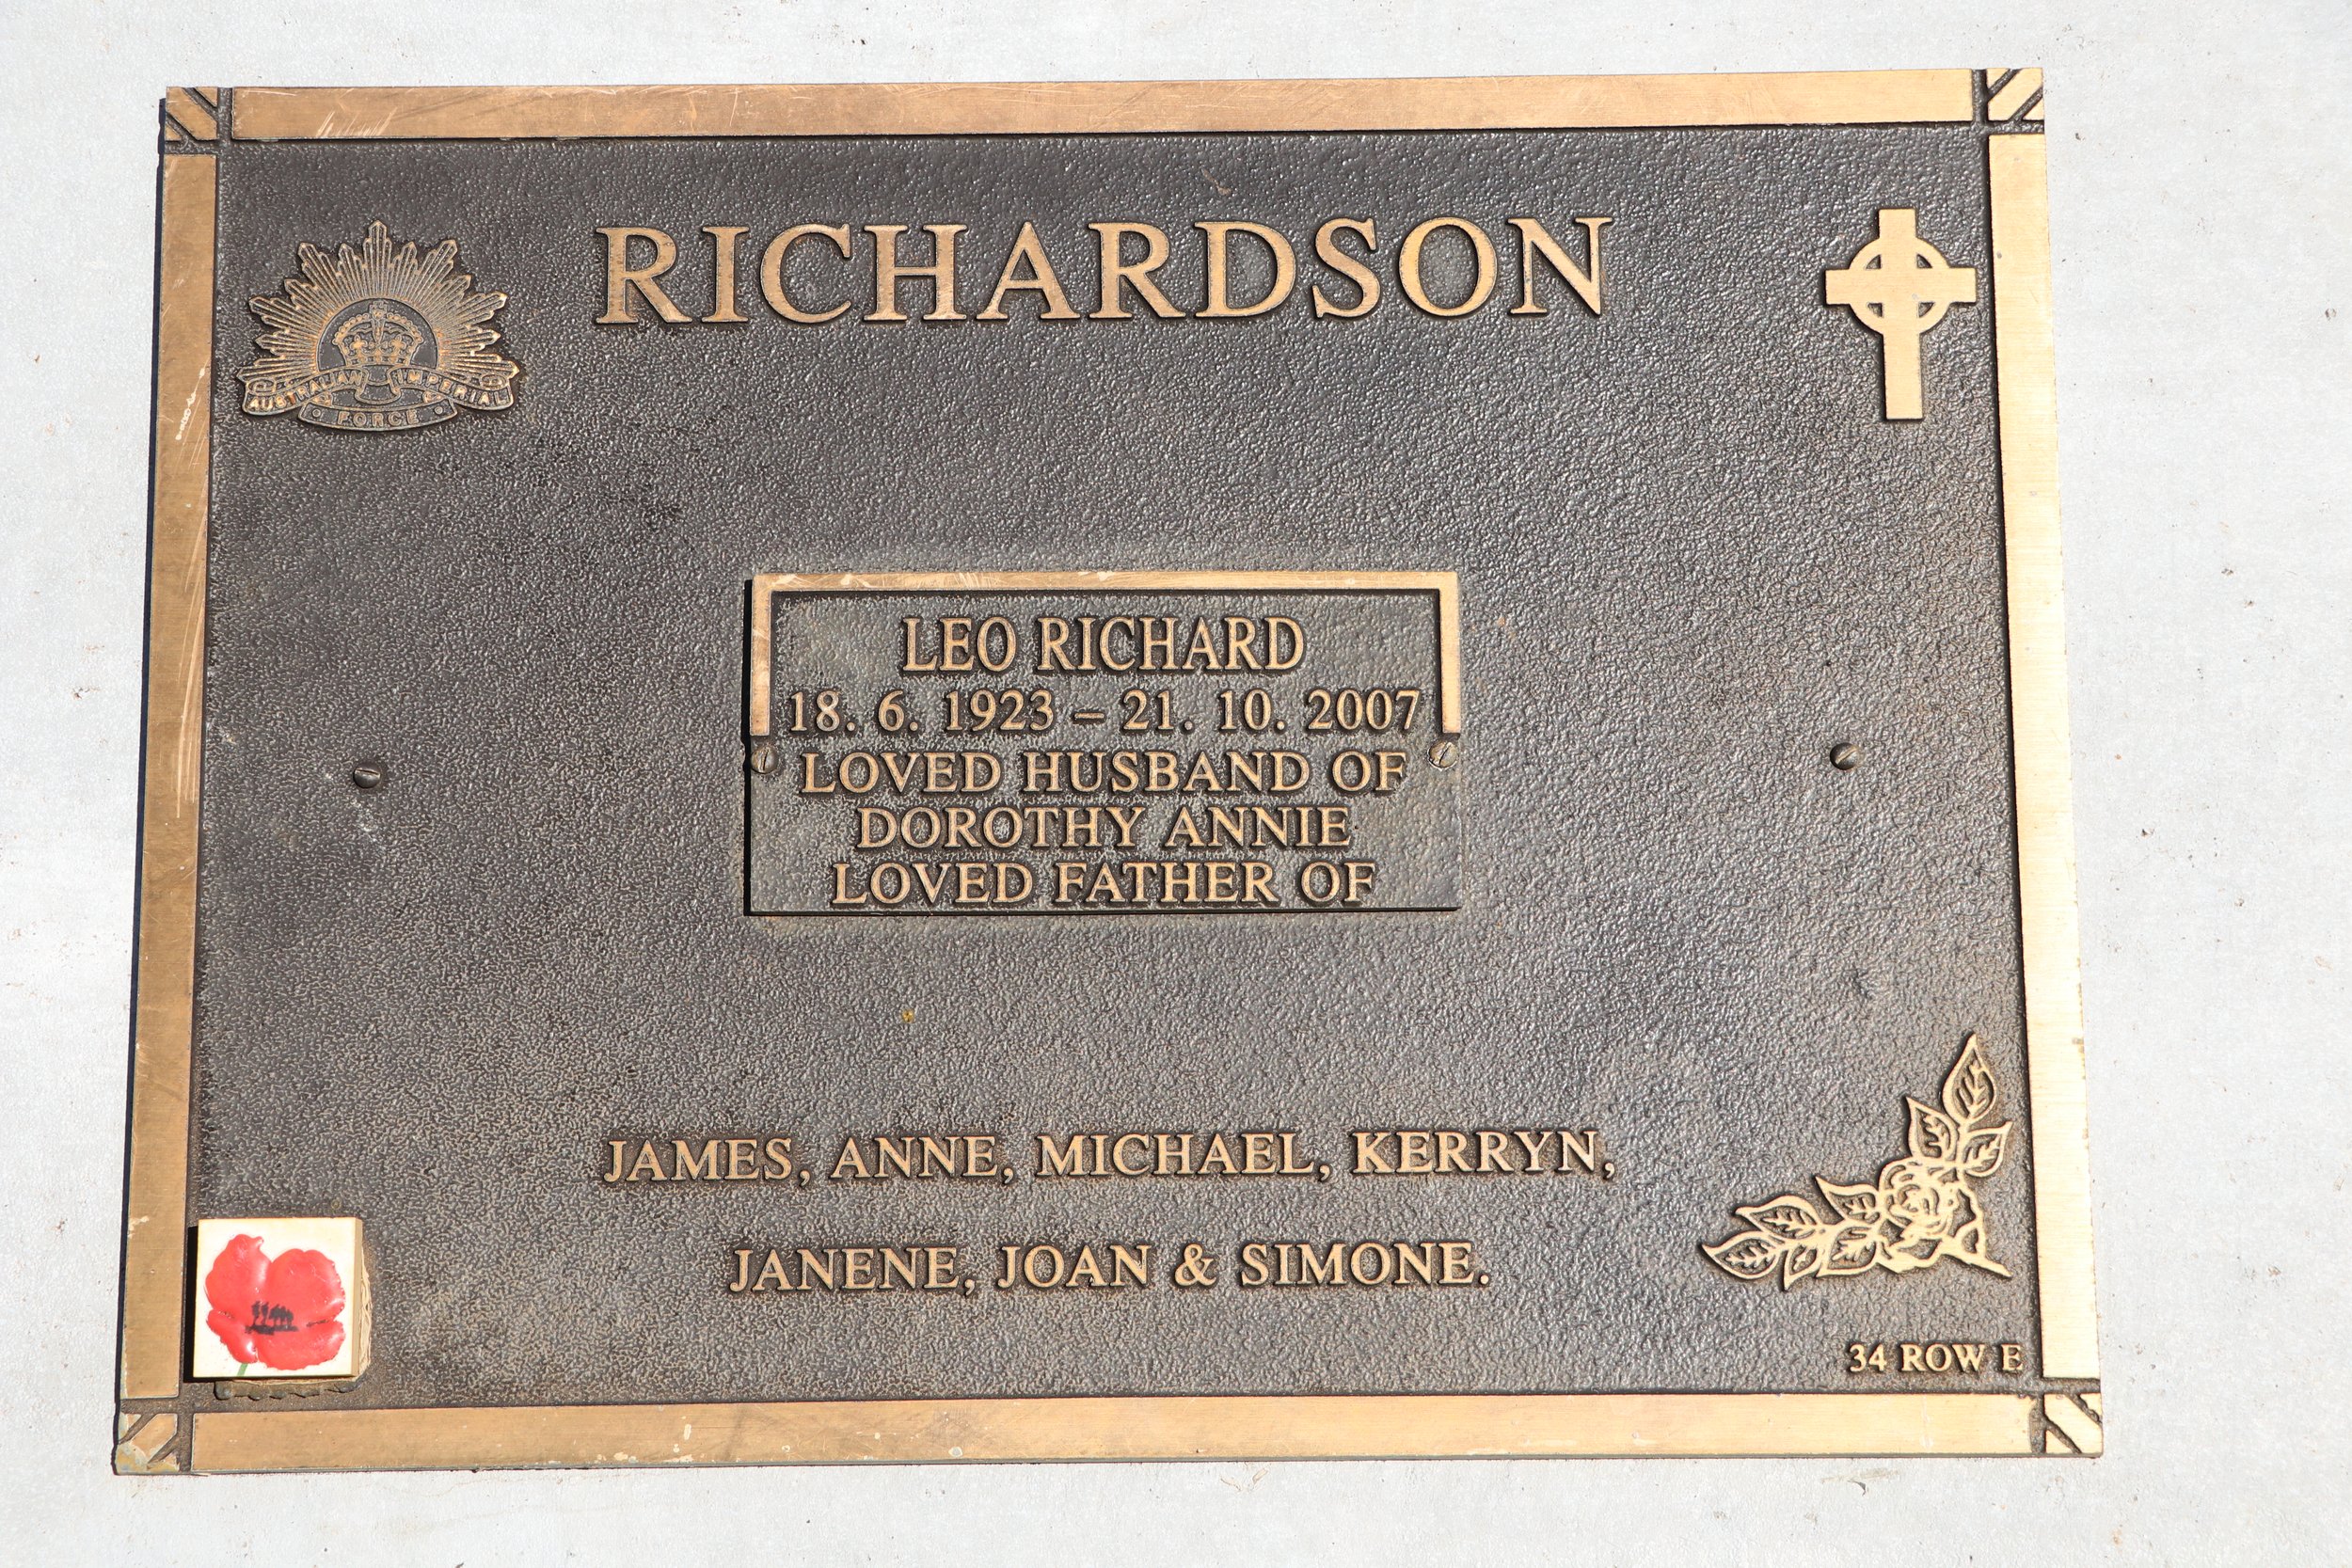 RICHARDSON
AUSTRALIAN IMPERIAL
FORCE
LEO RICHARD
18. 6. 1923 – 21. 10. 2007
LOVED HUSBAND OF
DOROTHY ANNIE
LOVED FATHER OF
JAMES, ANNE, MICHAEL, KERRYN,
JANENE, JOAN & SIMONE.
34 ROW E